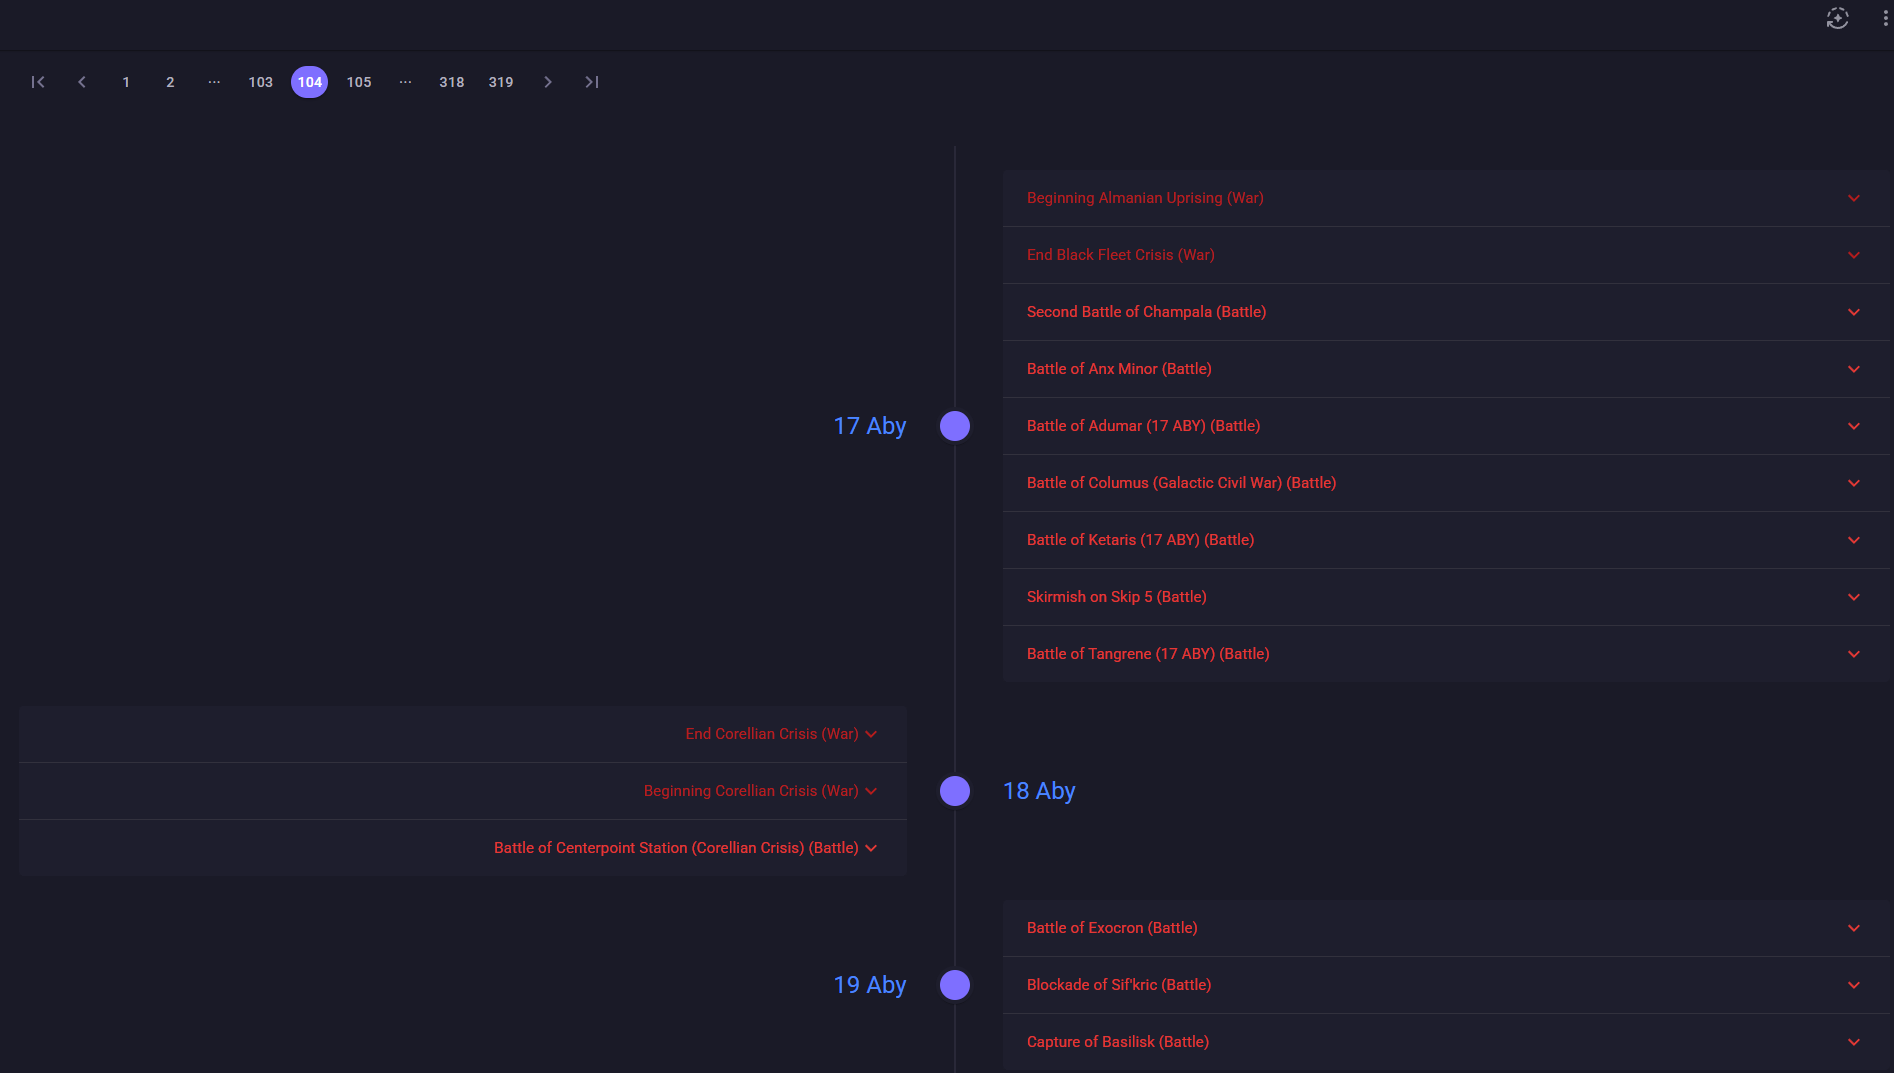 1 2 ... 103 104 105 ... 318 319
Beginning Almanian Uprising (War)
End Black Fleet Crisis (War)
Second Battle of Champala (Battle)
Battle of Anx Minor (Battle)
17 Aby
Battle of Adumar (17 ABY) (Battle)
Battle of Columus (Galactic Civil War) (Battle)
Battle of Ketaris (17 ABY) (Battle)
Skirmish on Skip 5 (Battle)
Battle of Tangrene (17 ABY) (Battle)
End Corellian Crisis (War)
Beginning Corellian Crisis (War)
18 Aby
Battle of Centerpoint Station (Corellian Crisis) (Battle)
Battle of Exocron (Battle)
19 Aby
Blockade of Sif'kric (Battle)
Capture of Basilisk (Battle)